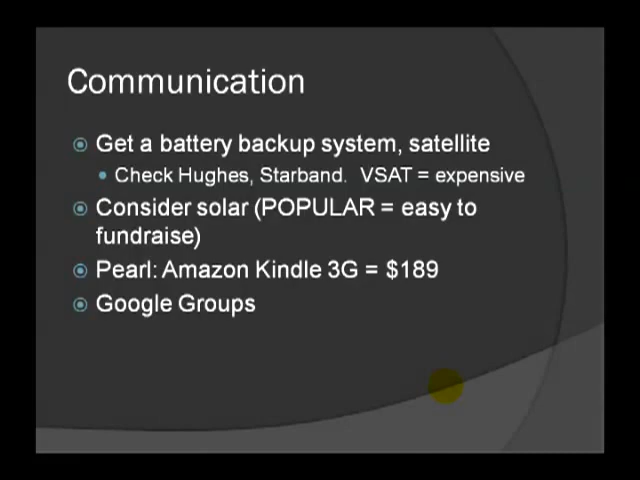 Communication
Get a battery backup system, satellite
Check Hughes, Starband. VSAT = expensive
Consider solar (POPULAR = easy to
fundraise)
Pearl: Amazon Kindle 3G = $189
Google Groups